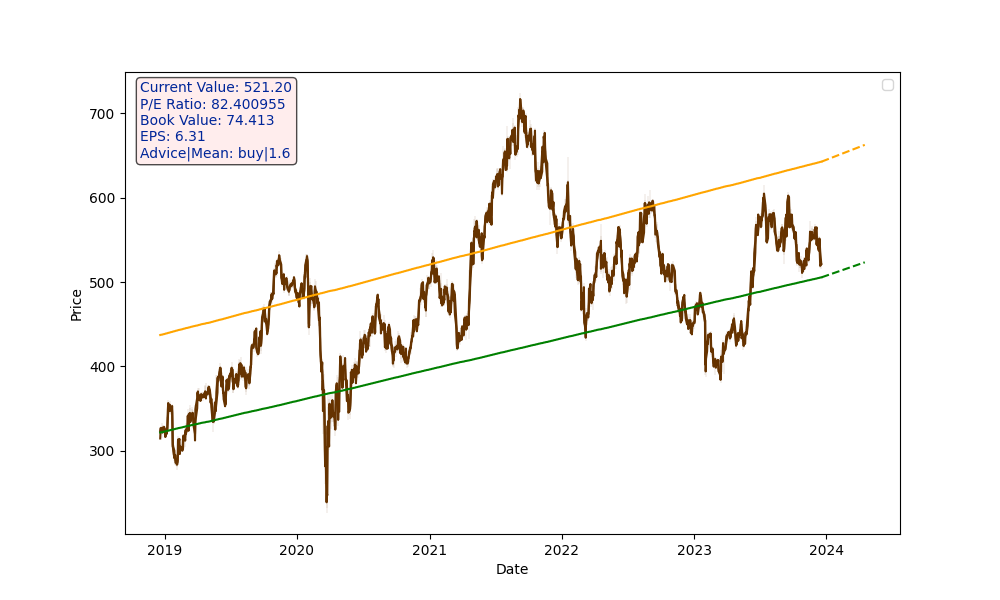 Current Value: 521.20
P/E Ratio: 82.400955
Book Value: 74.413
EPS: 6.31
Advice|Mean: buy|1.6
700
600
500
400
300
Price
2019 2020 2021 2022 2023 2024
Date